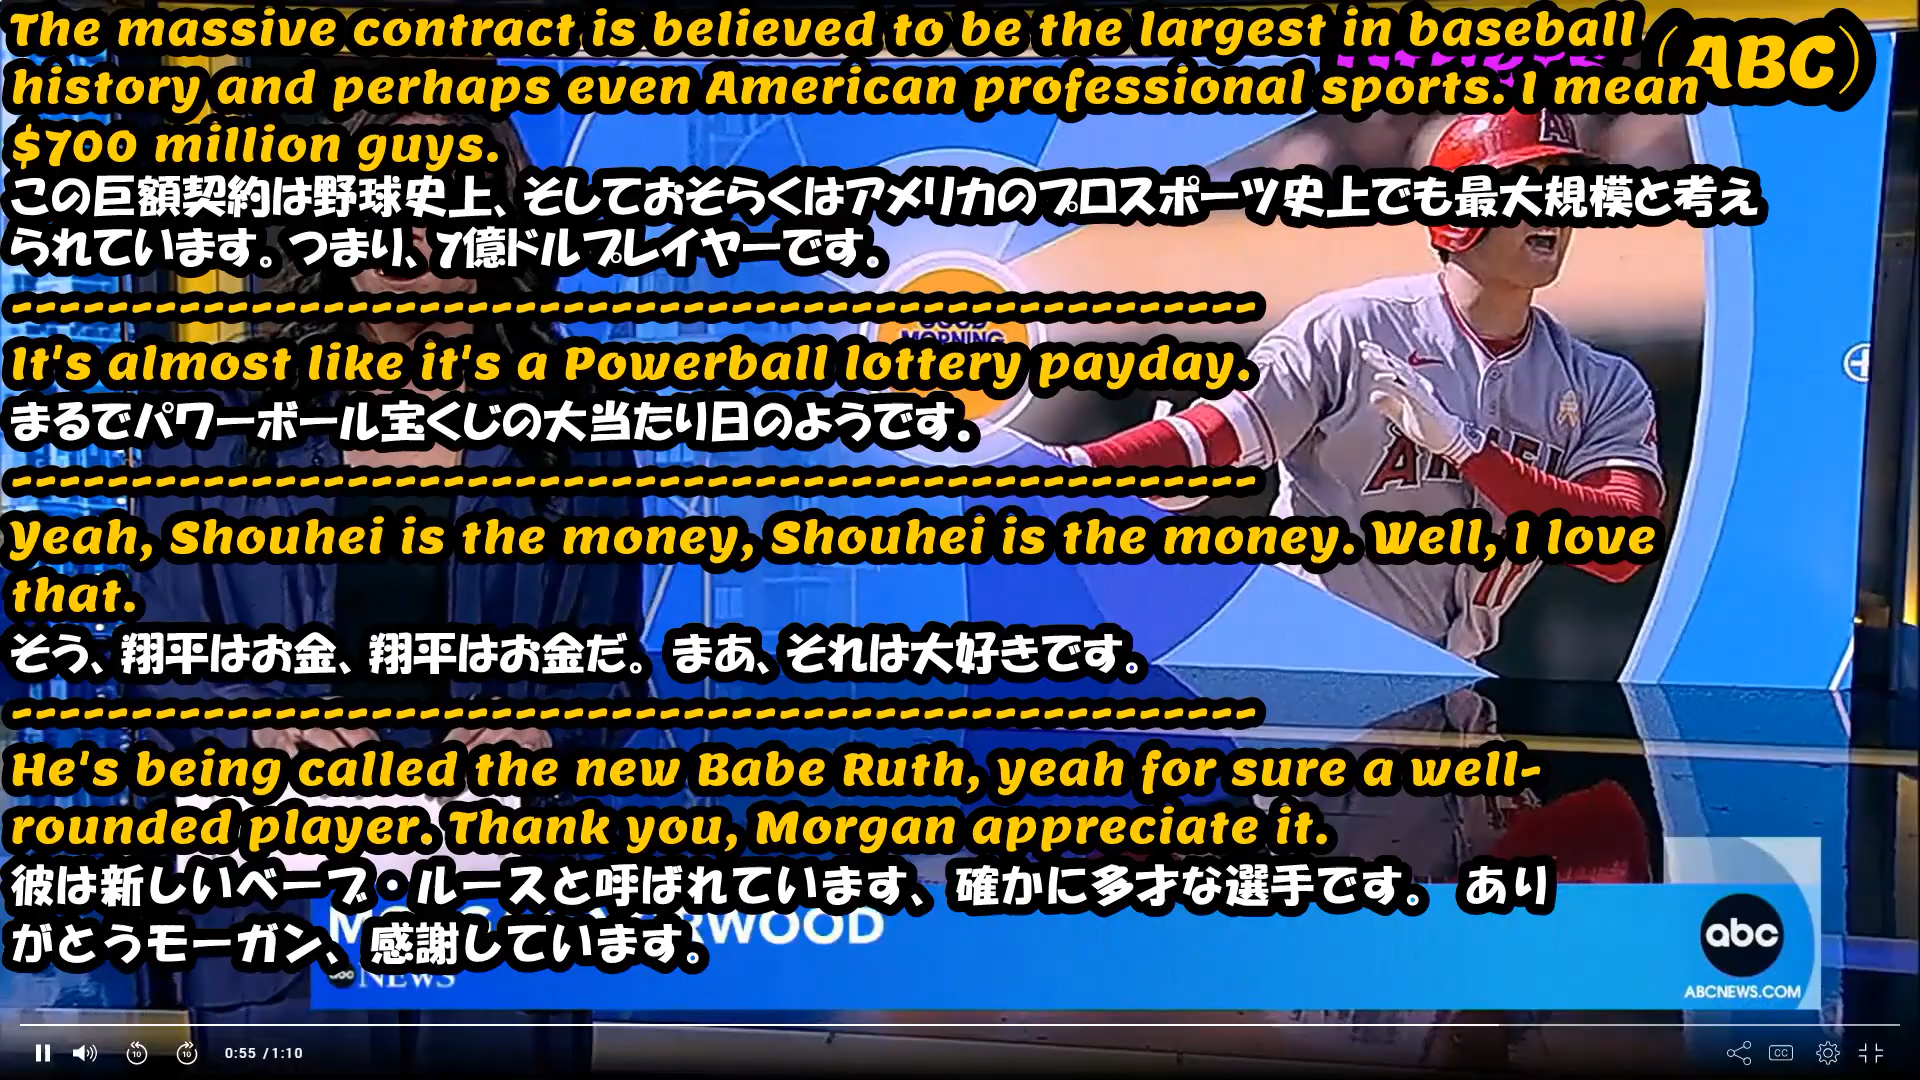 The massive contract is believed to be the largest in baseball
(ABC)
history and perhaps even American professional sports. I mean
$700 million guys.
この巨額契約は野球史上、そしておそらくはアメリカのプロスポーツ史上でも最大規模と考え
られています。つまり、7億ドルプレイヤーです。
----------------------------------------------------
GOOD
MORNING
It's almost like it's a Powerball lottery payday.
まるでパワーボール宝くじの大当たり日のようです。
----------------------------------------------------
Yeah, Shouhei is the money, Shouhei is the money. Well, I love
that.
そう、翔平はお金、翔平はお金だ。まあ、それは大好きです。
----------------------------------------------------
He's being called the new Babe Ruth, yeah for sure a well-
rounded player. Thank you, Morgan appreciate it.
彼は新しいベーブ・ルースと呼ばれています、確かに多才な選手です。 あり
がとうモーガン、感謝しています。
abc NEWS
abc
ABCNEWS.COM
10
10
0:55 / 1:10
CC